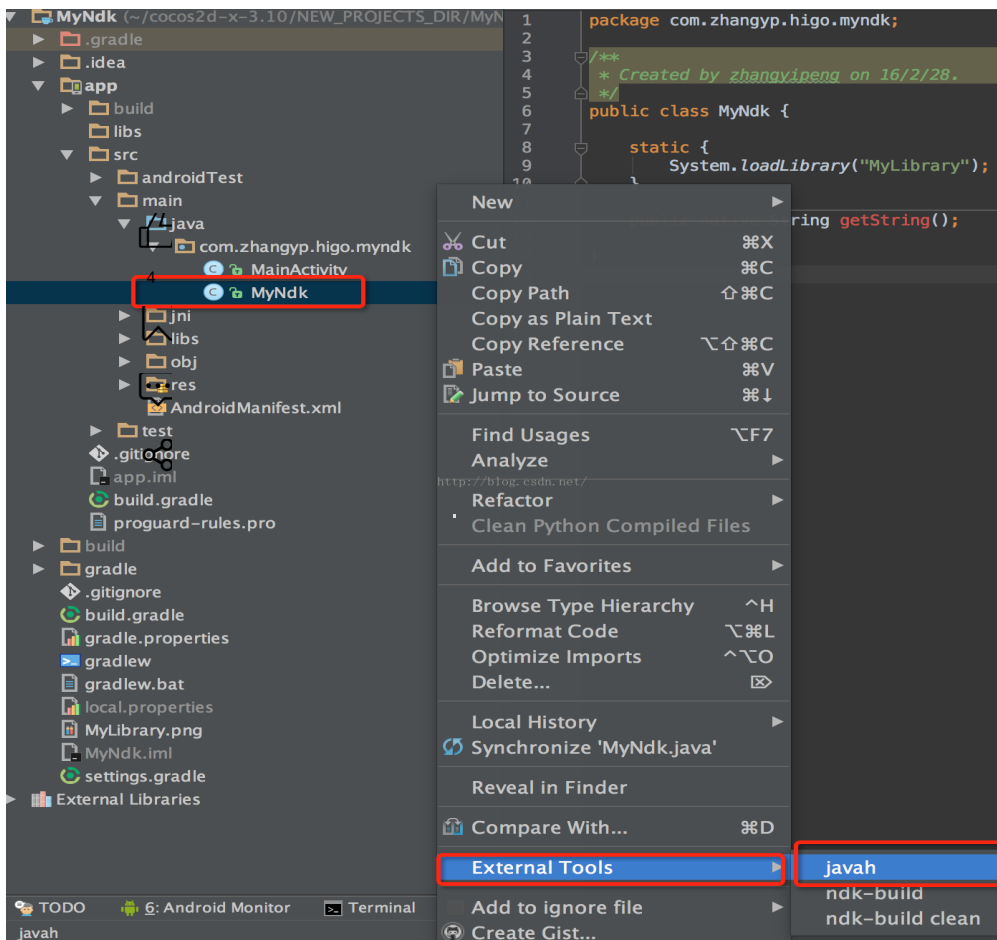 MyNdk (~/cocos2d-x-3.10/NEW_PROJECTS_DIR/MyN
.gradle
.idea
app
build
libs
src
androidTest
main
java
com.zhangyp.higo.myndk
MainActivity
4
MyNdk
jni
libs
obj
res
AndroidManifest.xml
test
.gitignore
app.iml
build.gradle
proguard-rules.pro
build
gradle
.gitignore
build.gradle
gradle.properties
gradlew
gradlew.bat
local.properties
MyLibrary.png
MyNdk.iml
settings.gradle
External Libraries
TODO
6: Android Monitor
Terminal
javah
1 package com.zhangyp.higo.myndk;
2
3 /**
4 * Created by zhangyipeng on 16/2/28.
5 */
6 public class MyNdk {
7
8 static {
9 System.loadLibrary("MyLibrary");
10 }
ring getString();
New
Cut ⌘X
Copy ⌘C
Copy Path ⇧⌘C
Copy as Plain Text
Copy Reference ⌥⇧⌘C
Paste ⌘V
Jump to Source ⌘↓
Find Usages ⌥F7
Analyze
http://blog.csdn.net/
Refactor
Clean Python Compiled Files
Add to Favorites
Browse Type Hierarchy ^H
Reformat Code ⌥⌘L
Optimize Imports ^⌥O
Delete... ⌦
Local History
Synchronize 'MyNdk.java'
Reveal in Finder
Compare With... ⌘D
External Tools
Add to ignore file
Create Gist...
javah
ndk-build
ndk-build clean